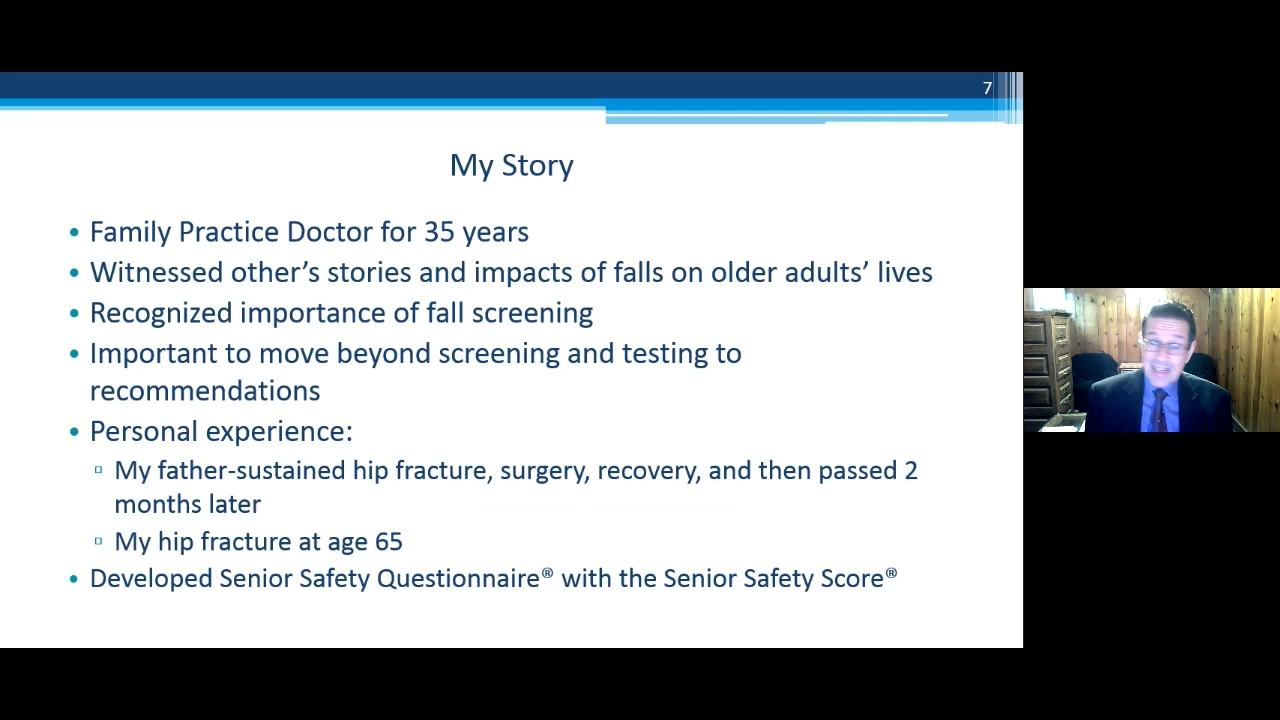 7
My Story
• Family Practice Doctor for 35 years
• Witnessed other’s stories and impacts of falls on older adults’ lives
• Recognized importance of fall screening
• Important to move beyond screening and testing to
recommendations
• Personal experience:
▫ My father-sustained hip fracture, surgery, recovery, and then passed 2
months later
▫ My hip fracture at age 65
• Developed Senior Safety Questionnaire® with the Senior Safety Score®